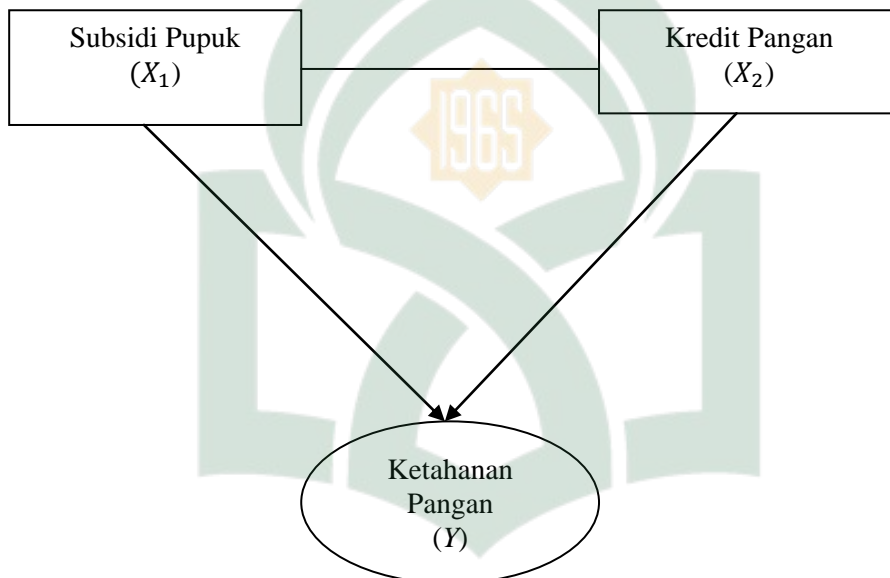 Subsidi Pupuk
(X₁)
Kredit Pangan
(X₂)
1965
Ketahanan
Pangan
(Y)